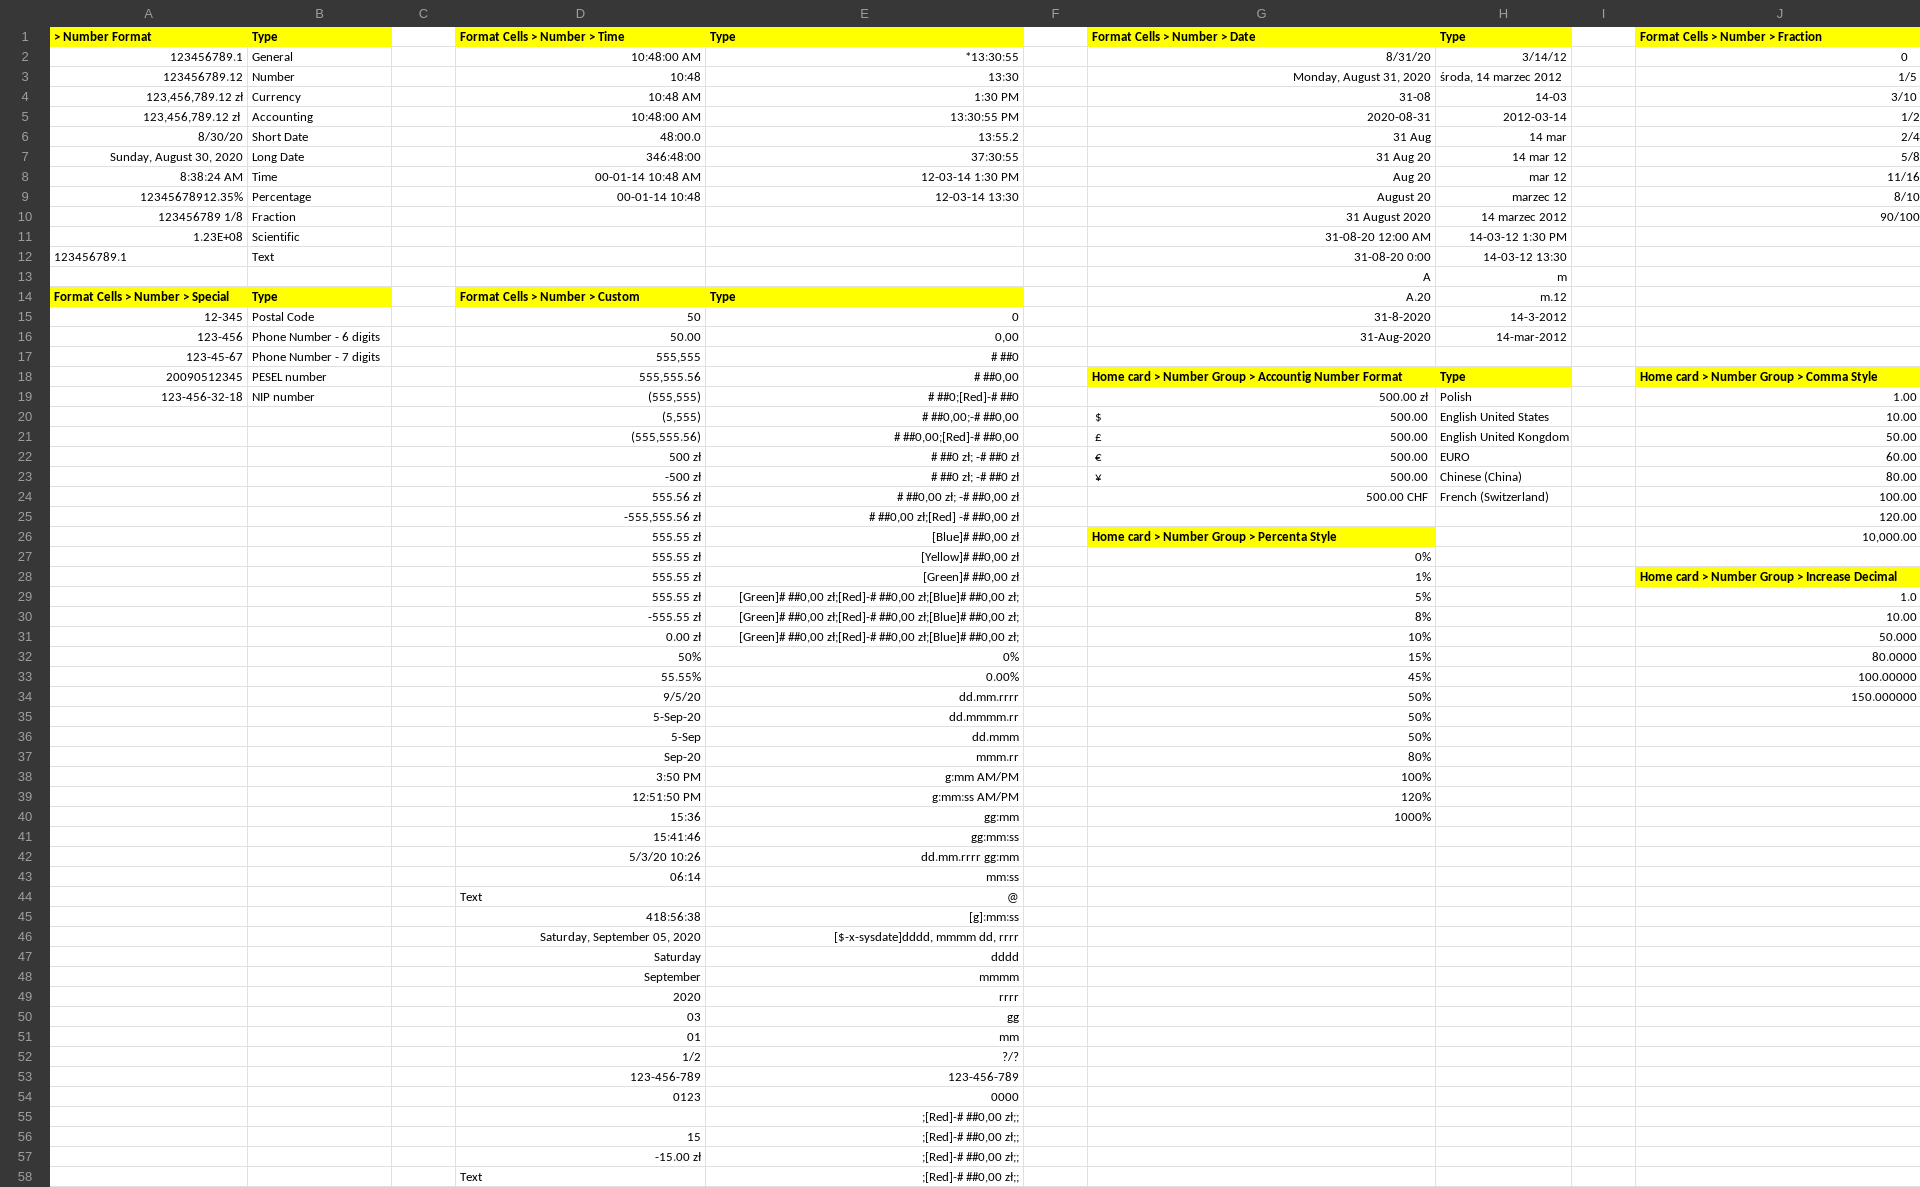 A B C D E F G H I J
1 > Number Format Type Format Cells > Number > Time Type Format Cells > Number > Date Type Format Cells > Number > Fraction
2 123456789.1 General 10:48:00 AM *13:30:55 8/31/20 3/14/12 0
3 123456789.12 Number 10:48 13:30 Monday, August 31, 2020 środa, 14 marzec 2012 1/5
4 123,456,789.12 zł Currency 10:48 AM 1:30 PM 31-08 14-03 3/10
5 123,456,789.12 zł Accounting 10:48:00 AM 13:30:55 PM 2020-08-31 2012-03-14 1/2
6 8/30/20 Short Date 48:00.0 13:55.2 31 Aug 14 mar 2/4
7 Sunday, August 30, 2020 Long Date 346:48:00 37:30:55 31 Aug 20 14 mar 12 5/8
8 8:38:24 AM Time 00-01-14 10:48 AM 12-03-14 1:30 PM Aug 20 mar 12 11/16
9 12345678912.35% Percentage 00-01-14 10:48 12-03-14 13:30 August 20 marzec 12 8/10
10 123456789 1/8 Fraction 31 August 2020 14 marzec 2012 90/100
11 1.23E+08 Scientific 31-08-20 12:00 AM 14-03-12 1:30 PM
12 123456789.1 Text 31-08-20 0:00 14-03-12 13:30
13 A m
14 Format Cells > Number > Special Type Format Cells > Number > Custom Type A.20 m.12
15 12-345 Postal Code 50 0 31-8-2020 14-3-2012
16 123-456 Phone Number - 6 digits 50.00 0,00 31-Aug-2020 14-mar-2012
17 123-45-67 Phone Number - 7 digits 555,555 # ##0
18 20090512345 PESEL number 555,555.56 # ##0,00 Home card > Number Group > Accountig Number Format Type Home card > Number Group > Comma Style
19 123-456-32-18 NIP number (555,555) # ##0;[Red]-# ##0 500.00 zł Polish 1.00
20 (5,555) # ##0,00;-# ##0,00 $ 500.00 English United States 10.00
21 (555,555.56) # ##0,00;[Red]-# ##0,00 £ 500.00 English United Kongdom 50.00
22 500 zł # ##0 zł; -# ##0 zł € 500.00 EURO 60.00
23 -500 zł # ##0 zł; -# ##0 zł ¥ 500.00 Chinese (China) 80.00
24 555.56 zł # ##0,00 zł; -# ##0,00 zł 500.00 CHF French (Switzerland) 100.00
25 -555,555.56 zł # ##0,00 zł;[Red] -# ##0,00 zł 120.00
26 555.55 zł [Blue]# ##0,00 zł Home card > Number Group > Percenta Style 10,000.00
27 555.55 zł [Yellow]# ##0,00 zł 0%
28 555.55 zł [Green]# ##0,00 zł 1% Home card > Number Group > Increase Decimal
29 555.55 zł [Green]# ##0,00 zł;[Red]-# ##0,00 zł;[Blue]# ##0,00 zł; 5% 1.0
30 -555.55 zł [Green]# ##0,00 zł;[Red]-# ##0,00 zł;[Blue]# ##0,00 zł; 8% 10.00
31 0.00 zł [Green]# ##0,00 zł;[Red]-# ##0,00 zł;[Blue]# ##0,00 zł; 10% 50.000
32 50% 0% 15% 80.0000
33 55.55% 0.00% 45% 100.00000
34 9/5/20 dd.mm.rrrr 50% 150.000000
35 5-Sep-20 dd.mmmm.rr 50%
36 5-Sep dd.mmm 50%
37 Sep-20 mmm.rr 80%
38 3:50 PM g:mm AM/PM 100%
39 12:51:50 PM g:mm:ss AM/PM 120%
40 15:36 gg:mm 1000%
41 15:41:46 gg:mm:ss
42 5/3/20 10:26 dd.mm.rrrr gg:mm
43 06:14 mm:ss
44 Text @
45 418:56:38 [g]:mm:ss
46 Saturday, September 05, 2020 [$-x-sysdate]dddd, mmmm dd, rrrr
47 Saturday dddd
48 September mmmm
49 2020 rrrr
50 03 gg
51 01 mm
52 1/2 ?/?
53 123-456-789 123-456-789
54 0123 0000
55 ;[Red]-# ##0,00 zł;;
56 15 ;[Red]-# ##0,00 zł;;
57 -15.00 zł ;[Red]-# ##0,00 zł;;
58 Text ;[Red]-# ##0,00 zł;;